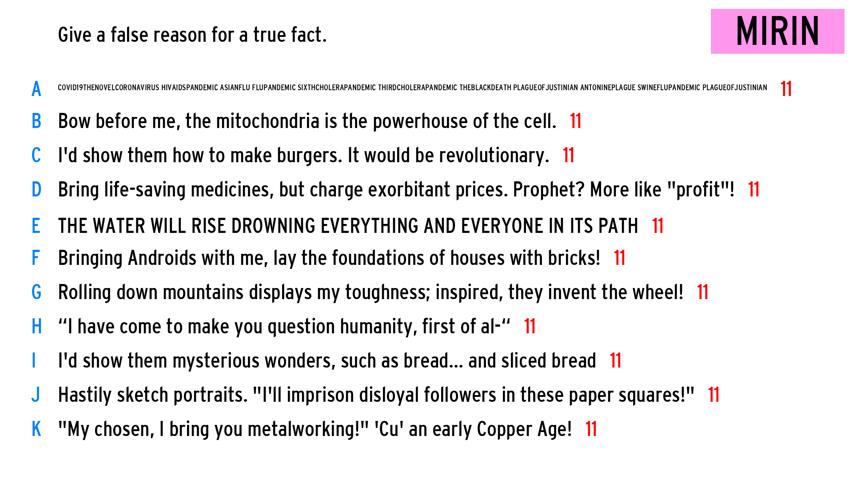 Give a false reason for a true fact.
MIRIN
A COVID19THENOVELCORONAVIRUS HIVAIDSPANDEMIC ASIANFLU FLUPANDEMIC SIXTHCHOLERAPANDEMIC THIRDCHOLERAPANDEMIC THEBLACKDEATH PLAGUEOFJUSTINIAN ANTONINEPLAGUE SWINEFLUPANDEMIC PLAGUEOFJUSTINIAN 11
B Bow before me, the mitochondria is the powerhouse of the cell. 11
C I'd show them how to make burgers. It would be revolutionary. 11
D Bring life-saving medicines, but charge exorbitant prices. Prophet? More like "profit"! 11
E THE WATER WILL RISE DROWNING EVERYTHING AND EVERYONE IN ITS PATH 11
F Bringing Androids with me, lay the foundations of houses with bricks! 11
G Rolling down mountains displays my toughness; inspired, they invent the wheel! 11
H “I have come to make you question humanity, first of al-“ 11
I I'd show them mysterious wonders, such as bread... and sliced bread 11
J Hastily sketch portraits. "I'll imprison disloyal followers in these paper squares!" 11
K "My chosen, I bring you metalworking!" 'Cu' an early Copper Age! 11